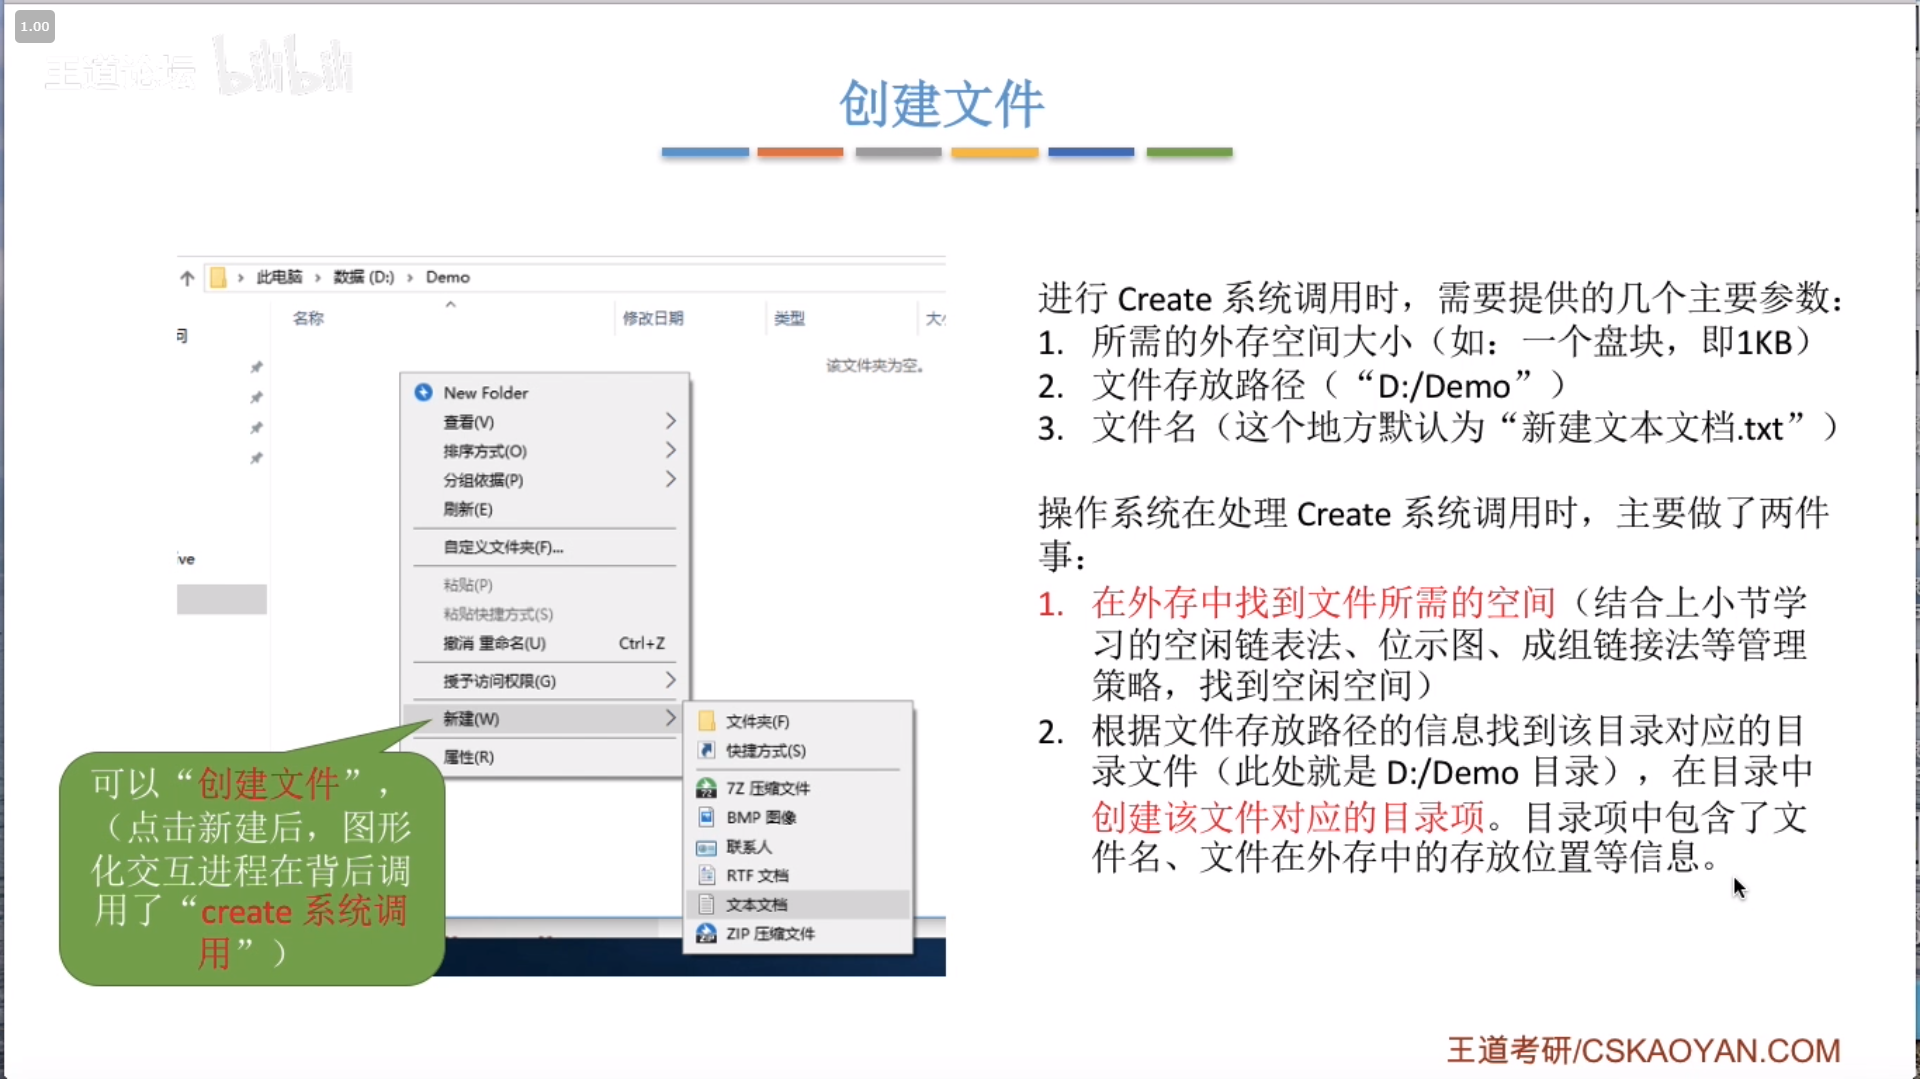 1.00
王道论坛 bilibili
创建文件
此电脑 › 数据 (D:) › Demo
名称 修改日期 类型
该文件夹为空。
New Folder
查看(V)
排序方式(O)
分组依据(P)
刷新(E)
自定义文件夹(F)...
粘贴(P)
粘贴快捷方式(S)
撤消 重命名(U) Ctrl+Z
授予访问权限(G)
新建(W)
属性(R)
文件夹(F)
快捷方式(S)
7Z 压缩文件
BMP 图像
联系人
RTF 文档
文本文档
ZIP 压缩文件
可以“创建文件”，
（点击新建后，图形
化交互进程在背后调
用了“create 系统调
用”）
进行 Create 系统调用时，需要提供的几个主要参数：
1. 所需的外存空间大小（如：一个盘块，即1KB）
2. 文件存放路径（“D:/Demo”）
3. 文件名（这个地方默认为“新建文本文档.txt”）
操作系统在处理 Create 系统调用时，主要做了两件
事：
1. 在外存中找到文件所需的空间（结合上小节学
习的空闲链表法、位示图、成组链接法等管理
策略，找到空闲空间）
2. 根据文件存放路径的信息找到该目录对应的目
录文件（此处就是 D:/Demo 目录），在目录中
创建该文件对应的目录项。目录项中包含了文
件名、文件在外存中的存放位置等信息。
王道考研/CSKAOYAN.COM